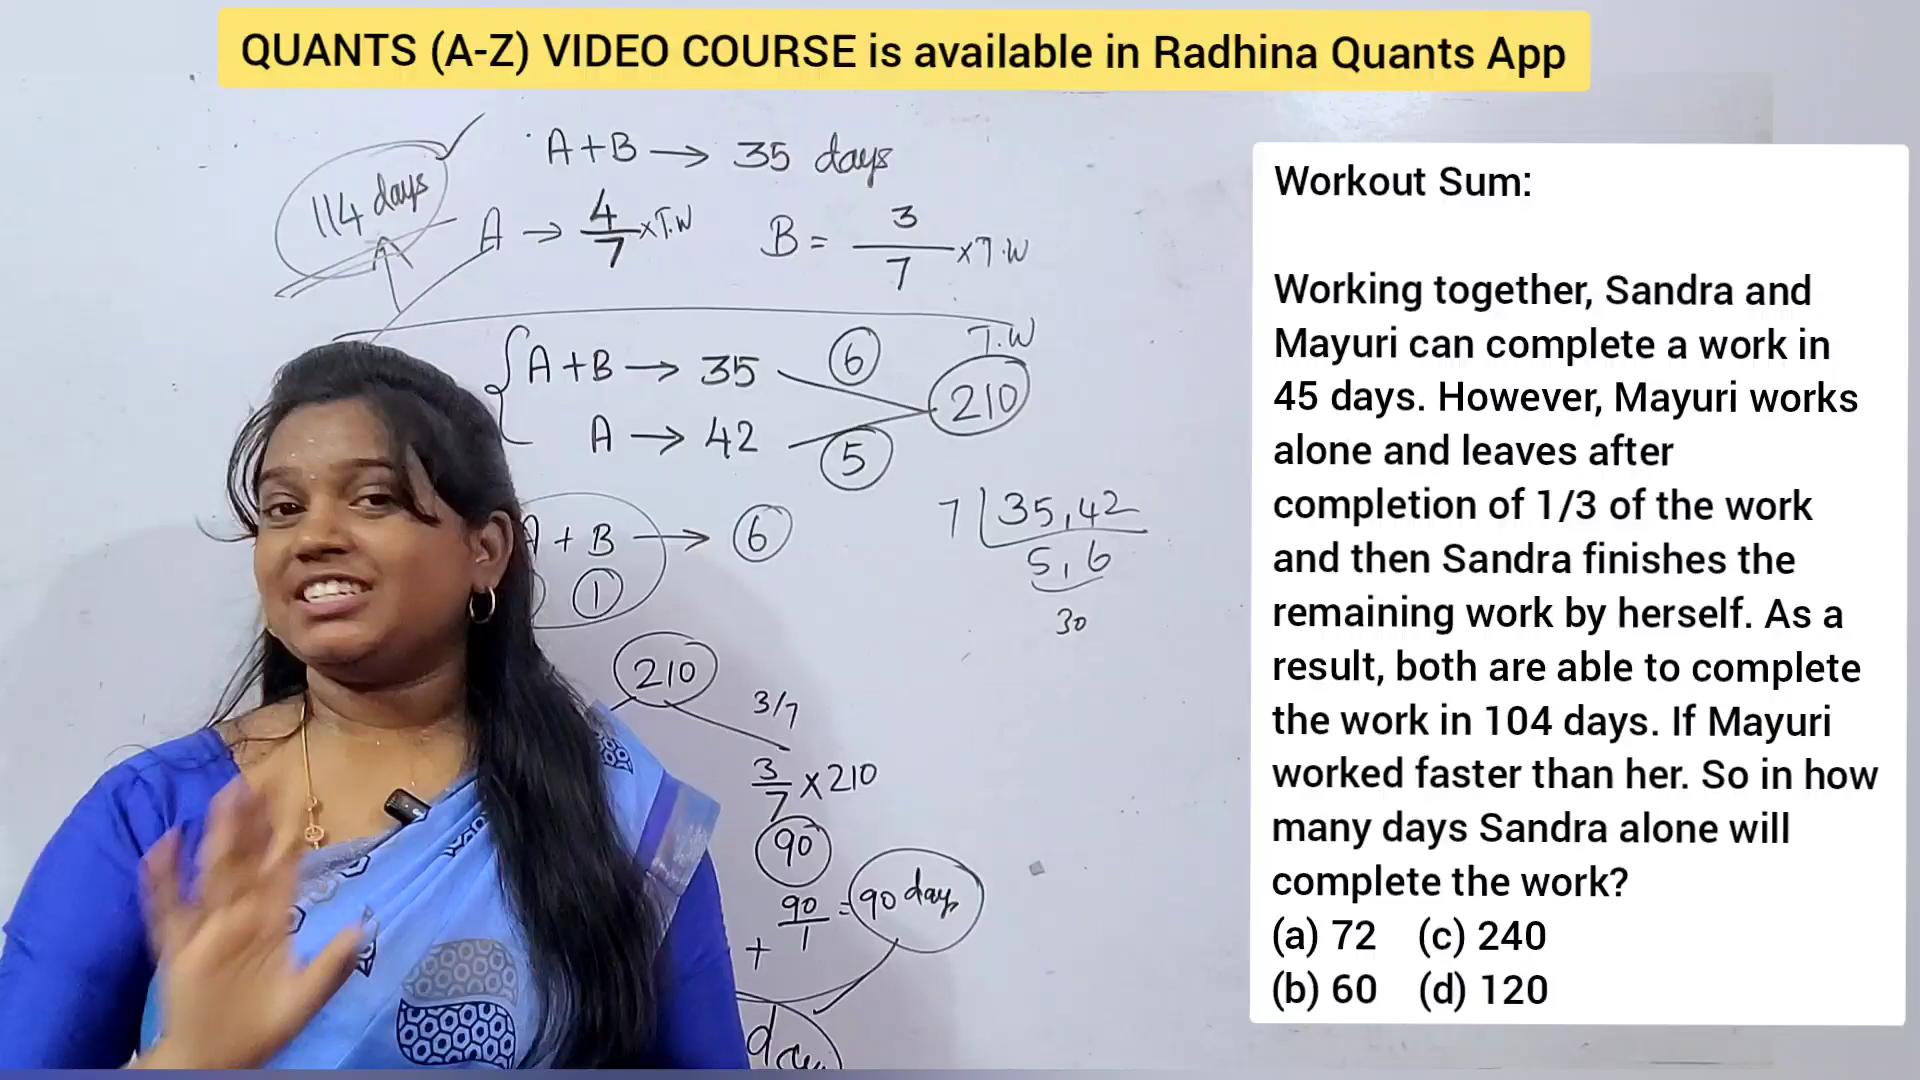 QUANTS (A-Z) VIDEO COURSE is available in Radhina Quants App
A+B → 35 days
114 days
A → 4/7 ×T.W B = 3/7 ×T.W
T.W
A+B → 35 6
210
A → 42 5
7 | 35,42
5,6
30
A + B → 6
1
210
3/7
3/7 ×210
90
90/1 = 90 days
+
days
Workout Sum:
Working together, Sandra and
Mayuri can complete a work in
45 days. However, Mayuri works
alone and leaves after
completion of 1/3 of the work
and then Sandra finishes the
remaining work by herself. As a
result, both are able to complete
the work in 104 days. If Mayuri
worked faster than her. So in how
many days Sandra alone will
complete the work?
(a) 72 (c) 240
(b) 60 (d) 120